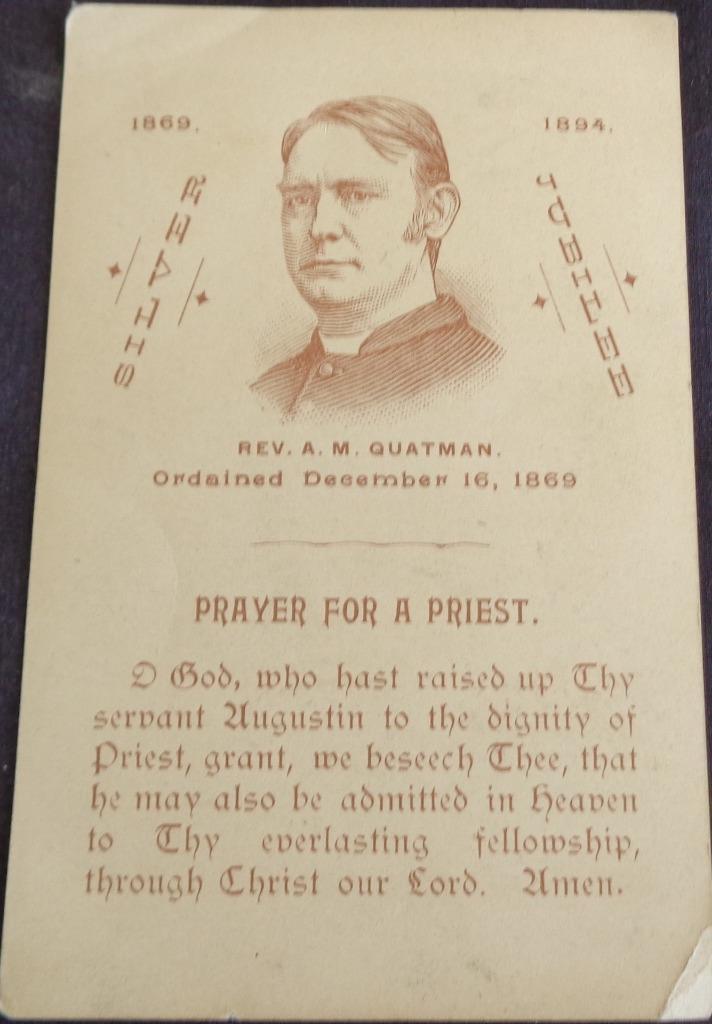 1869.
1894.
SILVER
JUBILEE
REV. A. M. QUATMAN.
Ordained December 16, 1869
PRAYER FOR A PRIEST.
O God, who hast raised up Thy
servant Augustin to the dignity of
Priest, grant, we beseech Thee, that
he may also be admitted in Heaven
to Thy everlasting fellowship,
through Christ our Lord. Amen.